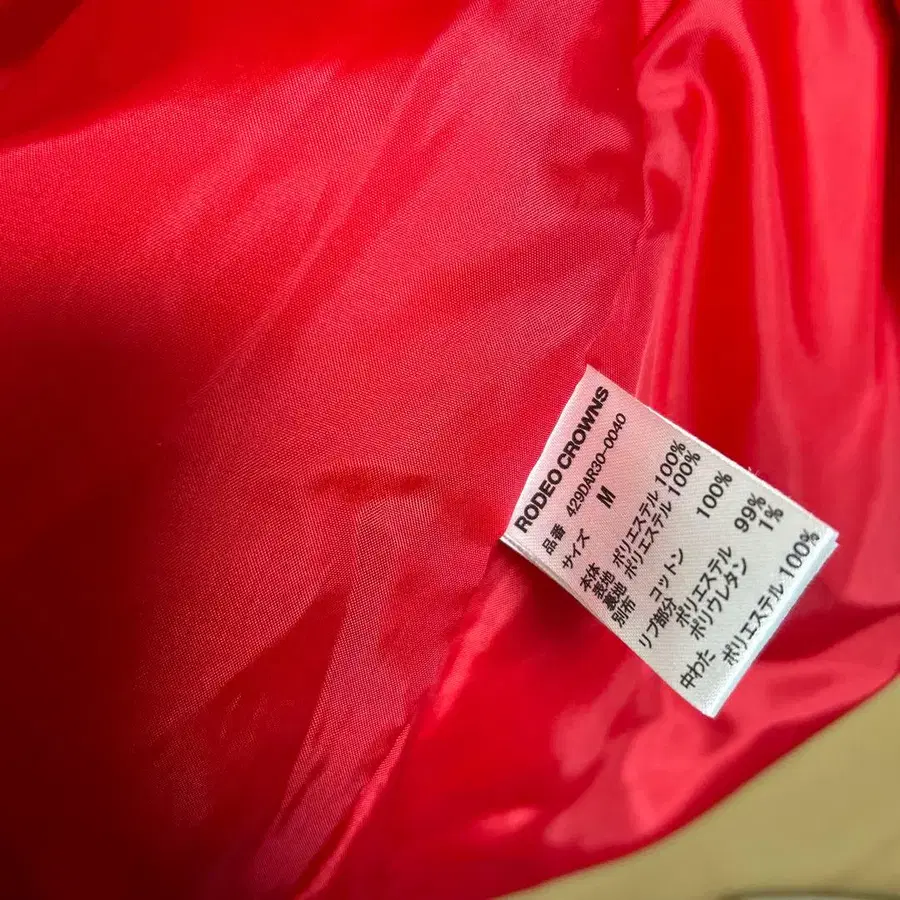 RODEO CROWNS
品番 429DAR30-0040
サイズ M
本体
表地 ポリエステル 100%
裏地 ポリエステル 100%
別布 コットン 100%
リブ部分
ポリエステル 99%
ポリウレタン 1%
中わた ポリエステル 100%